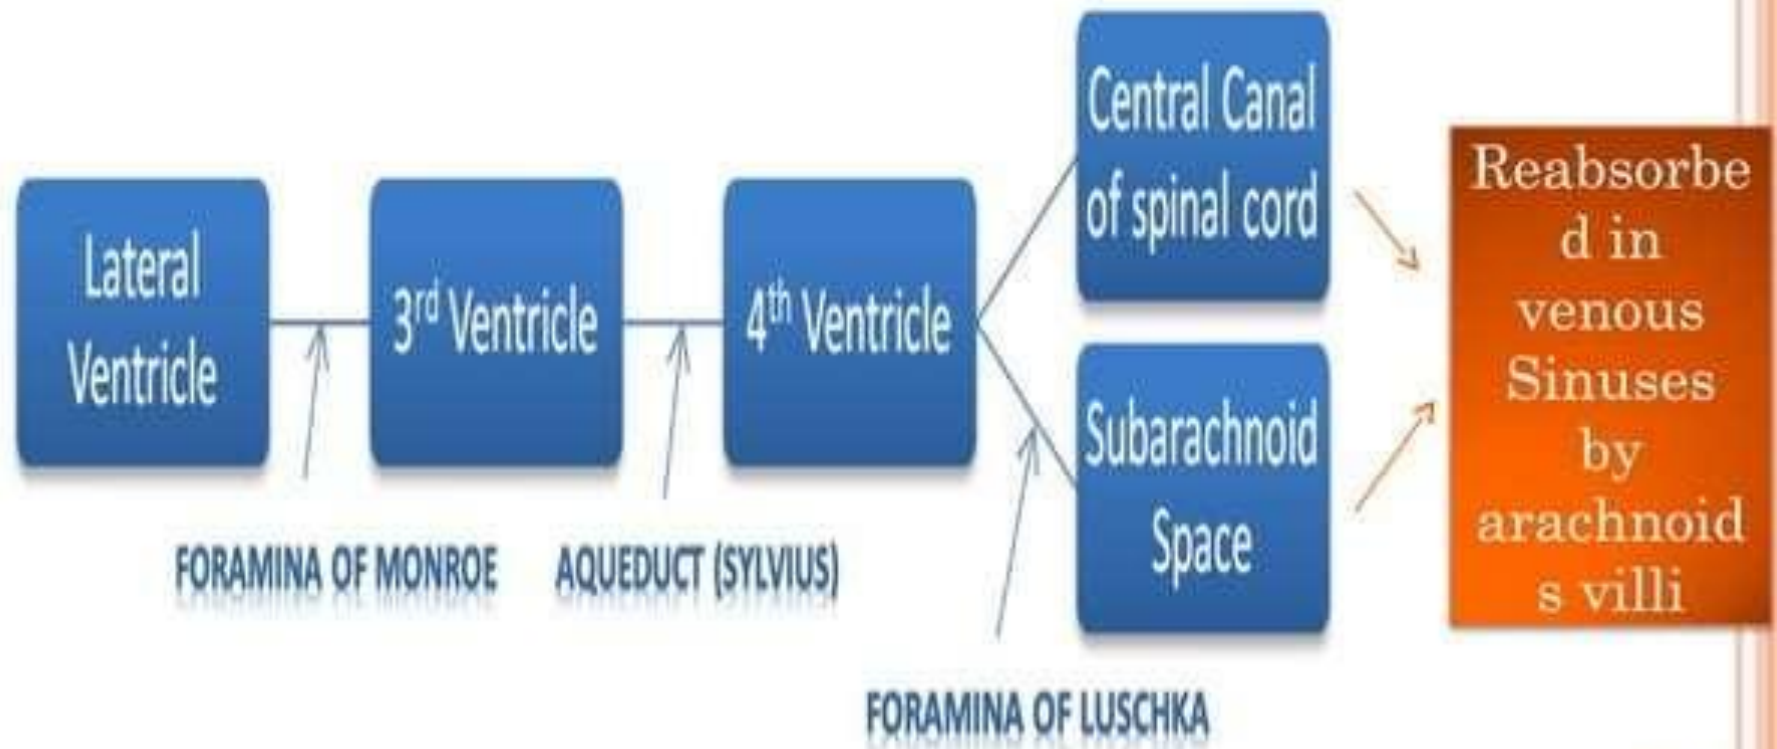 Lateral
Ventricle
3rd Ventricle
4th Ventricle
Central Canal
of spinal cord
Subarachnoid
Space
Reabsorbe
d in
venous
Sinuses
by
arachnoid
s villi
FORAMINA OF MONROE
AQUEDUCT (SYLVIUS)
FORAMINA OF LUSCHKA